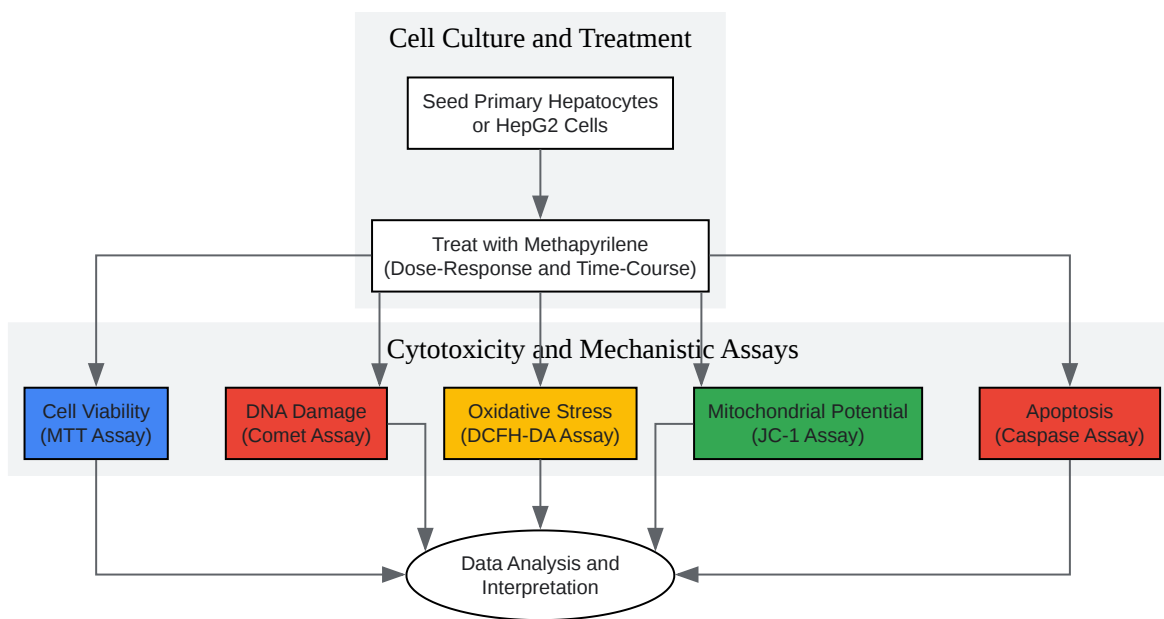 Cell Culture and Treatment
Seed Primary Hepatocytes
or HepG2 Cells
Treat with Methapyrilene
(Dose-Response and Time-Course)
Cytotoxicity and Mechanistic Assays
Cell Viability
(MTT Assay)
DNA Damage
(Comet Assay)
Oxidative Stress
(DCFH-DA Assay)
Mitochondrial Potential
(JC-1 Assay)
Apoptosis
(Caspase Assay)
Data Analysis and
Interpretation